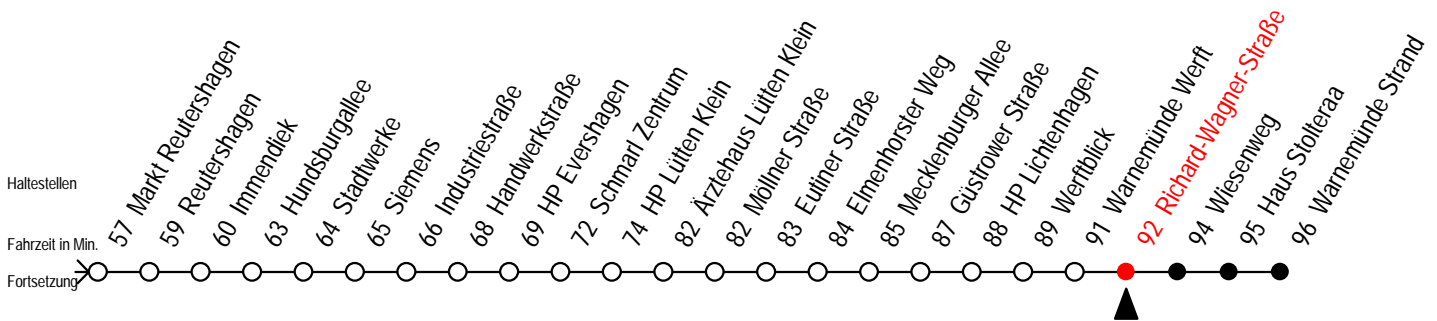 Haltestellen
Fahrzeit in Min.
Fortsetzung
57 Markt Reutershagen
59 Reutershagen
60 Immendiek
63 Hundsburgallee
64 Stadtwerke
65 Siemens
66 Industriestraße
68 Handwerkstraße
69 HP Evershagen
72 Schmarl Zentrum
74 HP Lütten Klein
82 Ärztehaus Lütten Klein
82 Möllner Straße
83 Eutiner Straße
84 Elmenhorster Weg
85 Mecklenburger Allee
87 Güstrower Straße
88 HP Lichtenhagen
89 Werftblick
91 Warnemünde Werft
92 Richard-Wagner-Straße
94 Wiesenweg
95 Haus Stolteraa
96 Warnemünde Strand